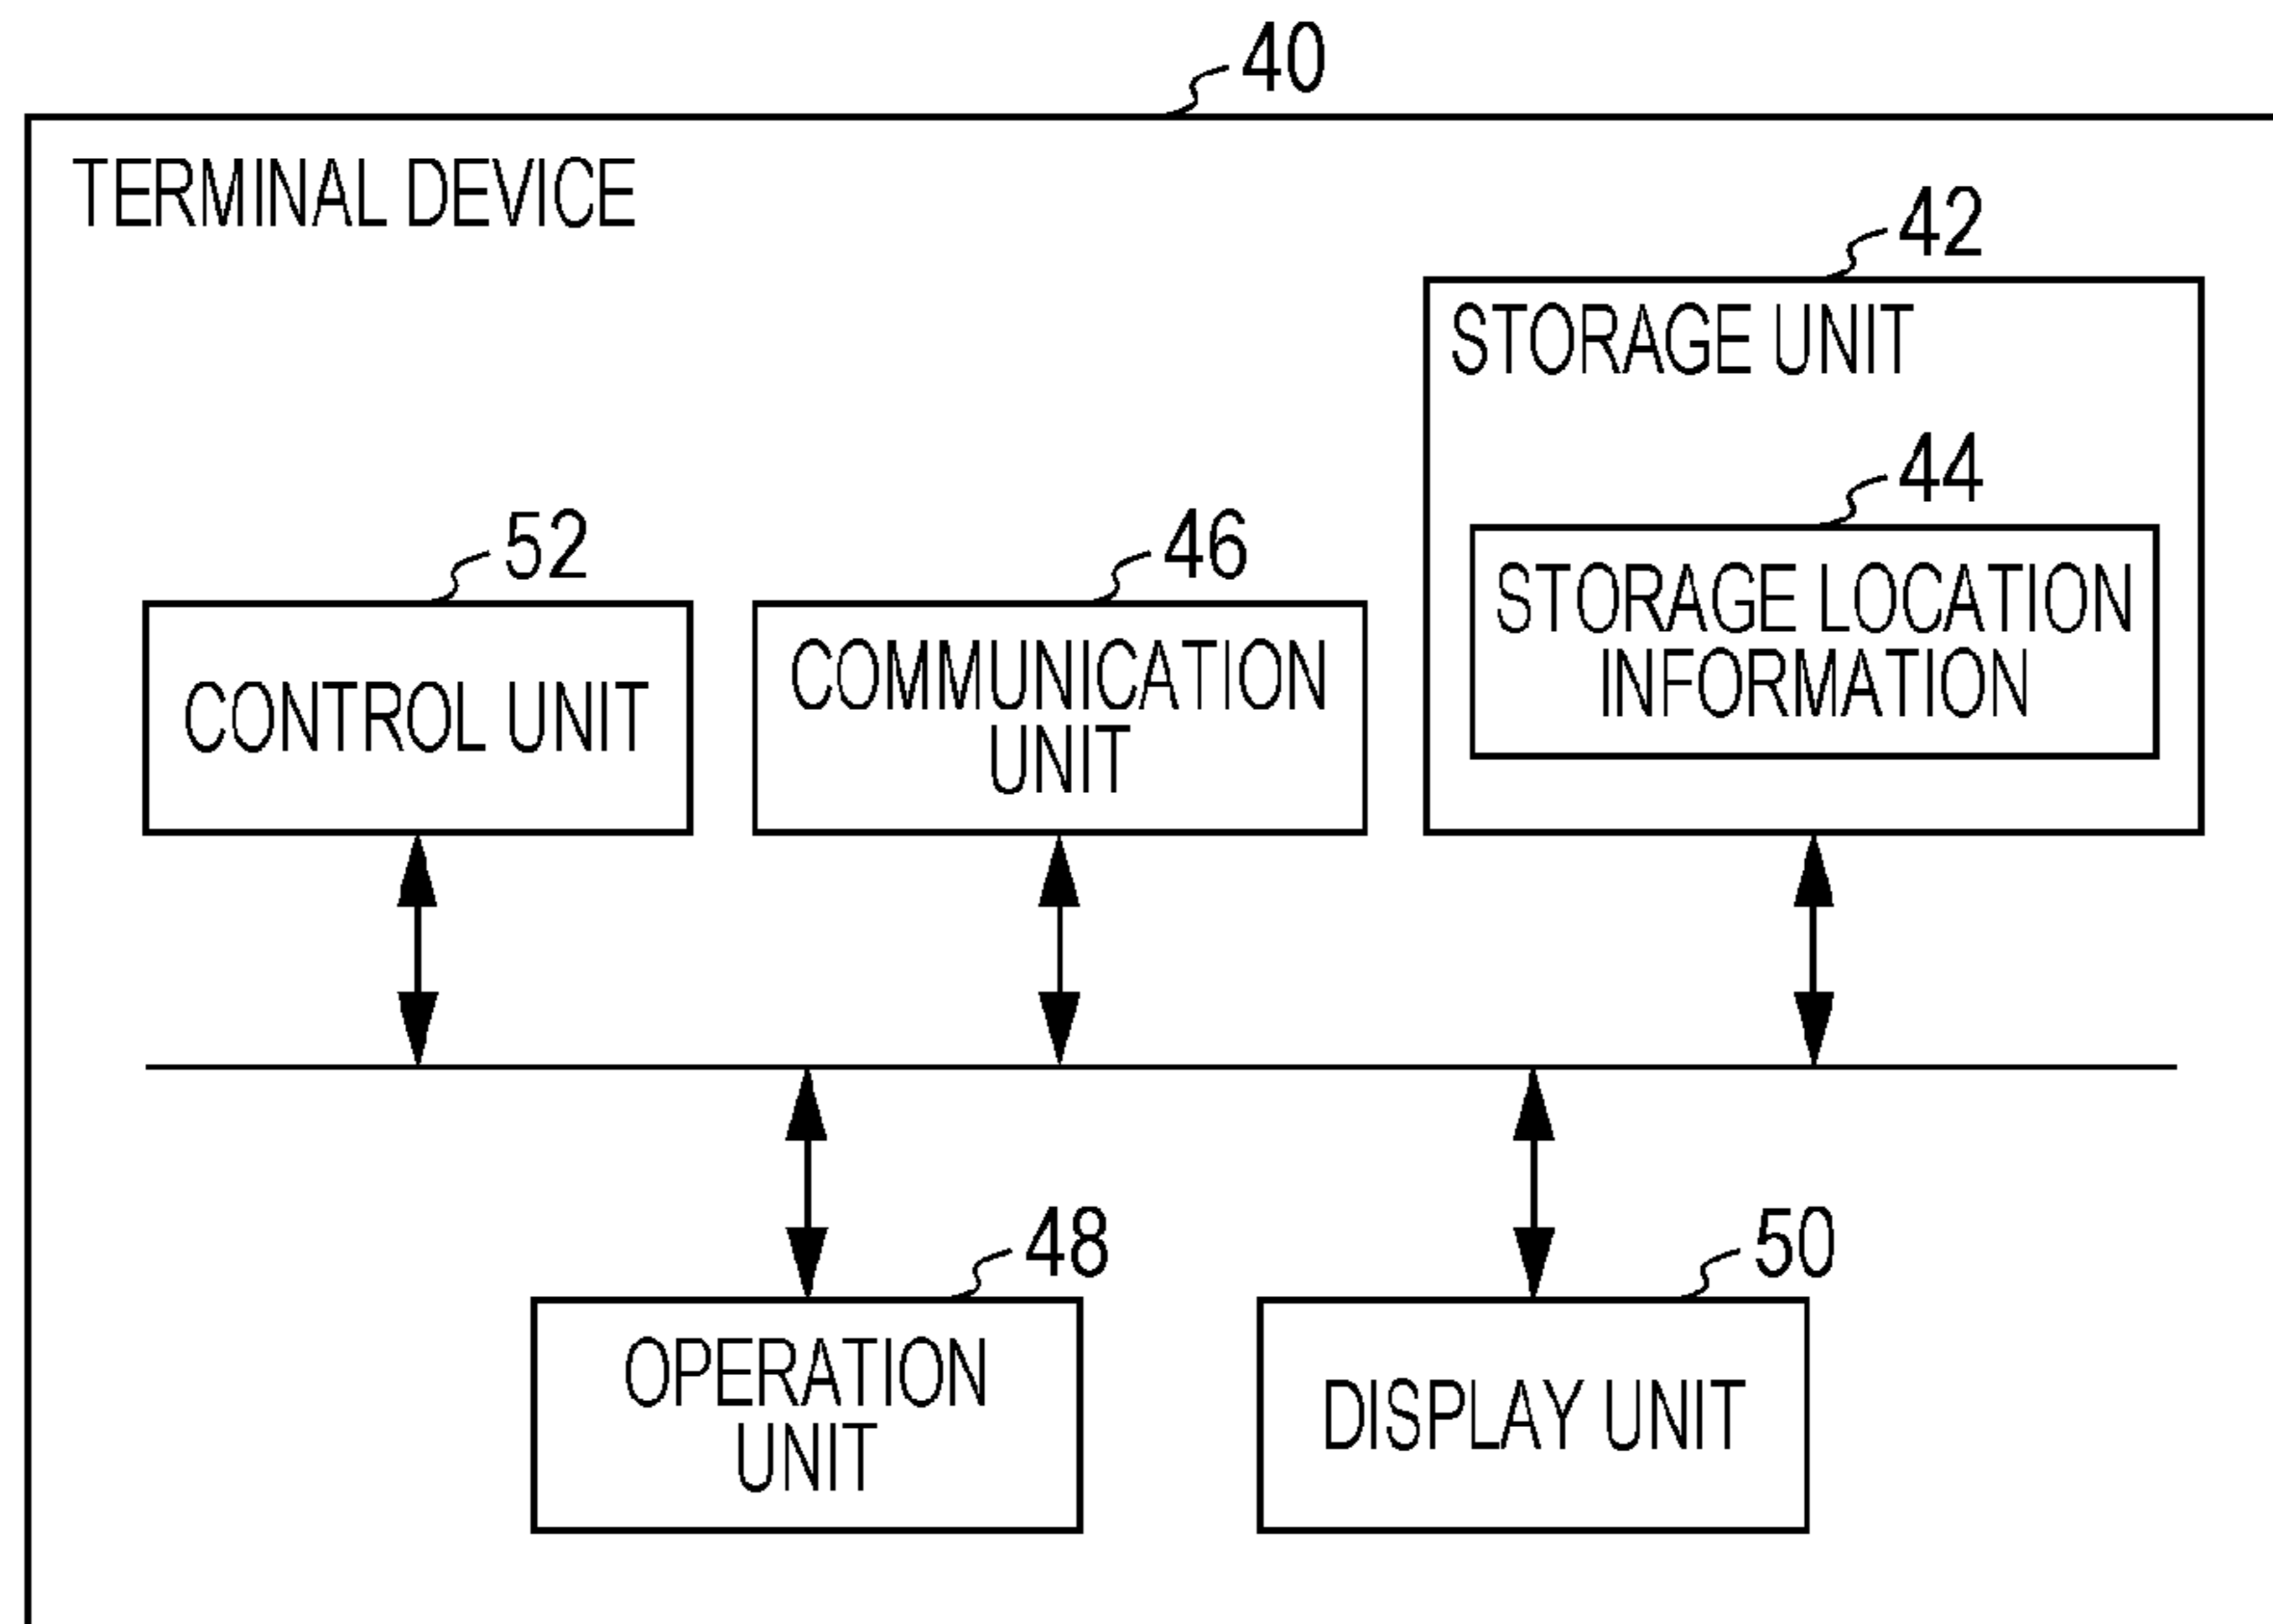 40
TERMINAL DEVICE
42
STORAGE UNIT
44
STORAGE LOCATION
INFORMATION
52
CONTROL UNIT
46
COMMUNICATION
UNIT
48
OPERATION
UNIT
50
DISPLAY UNIT